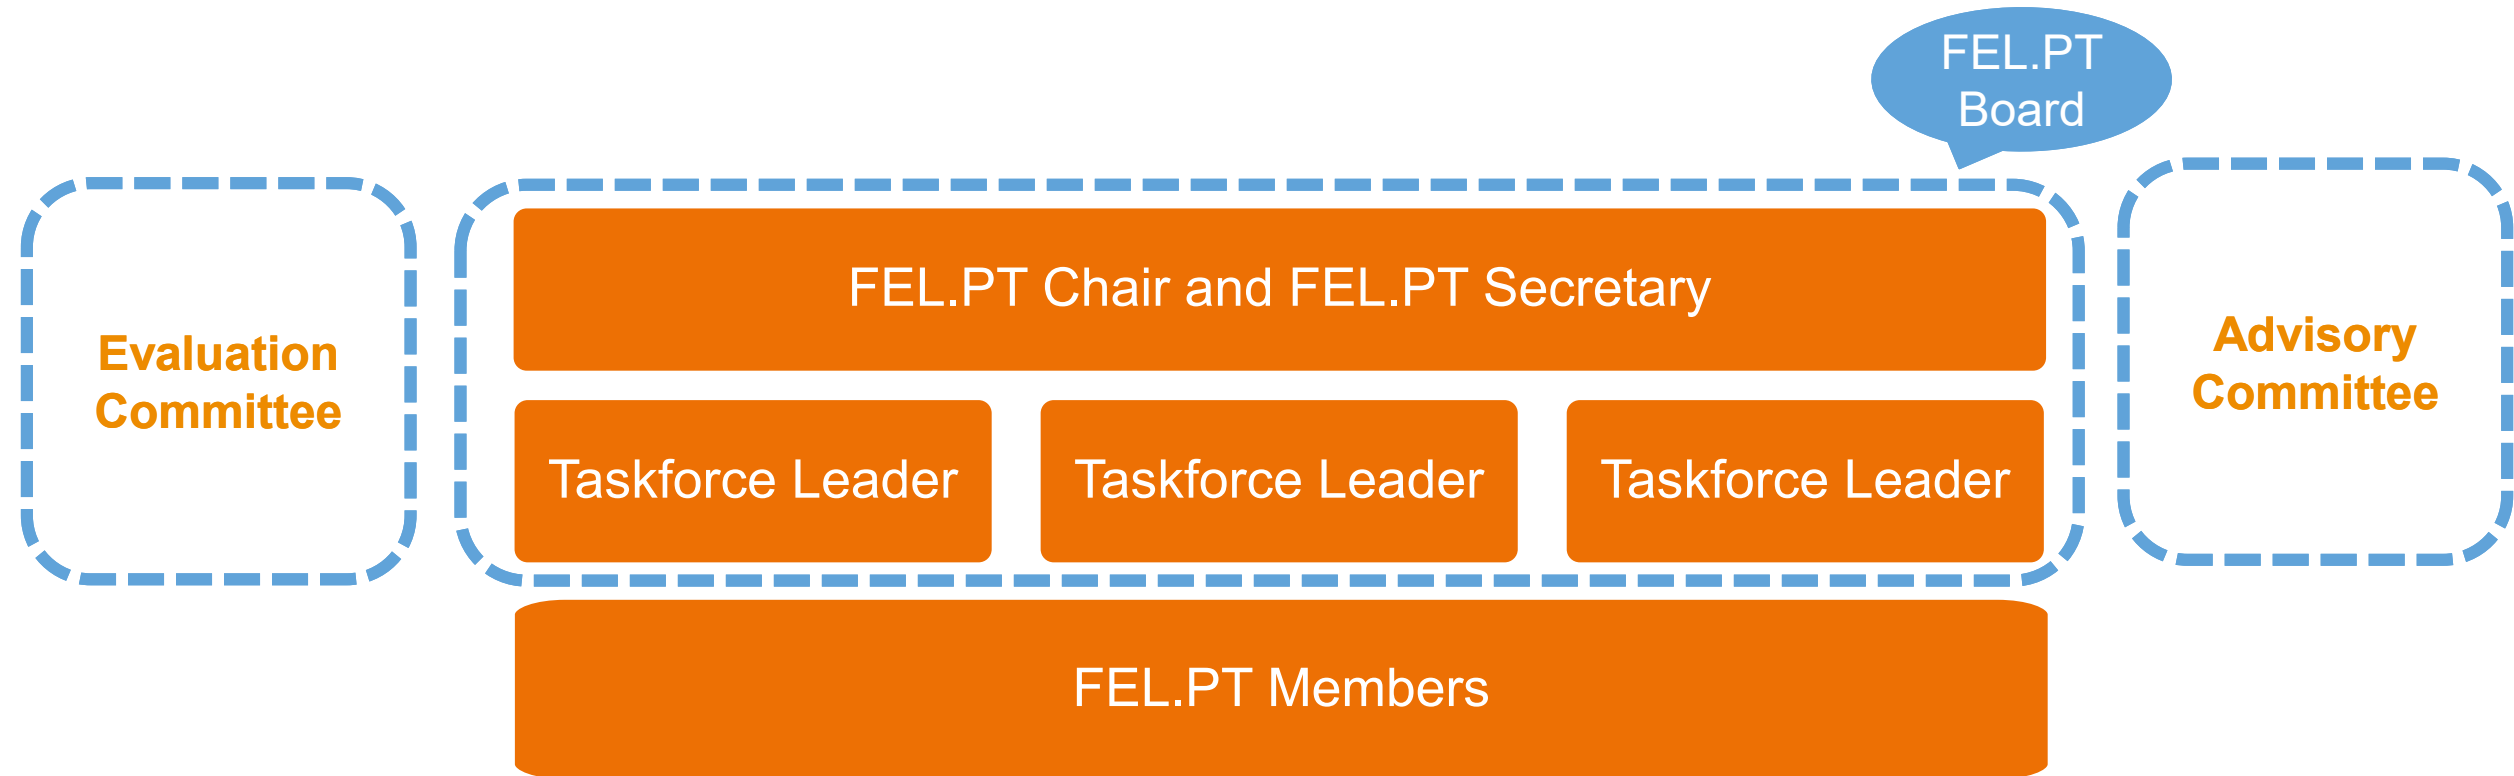 FEL.PT
Board
FEL.PT Chair and FEL.PT Secretary
Evaluation
Committee
Advisory
Committee
Taskforce Leader
Taskforce Leader
Taskforce Leader
FEL.PT Members